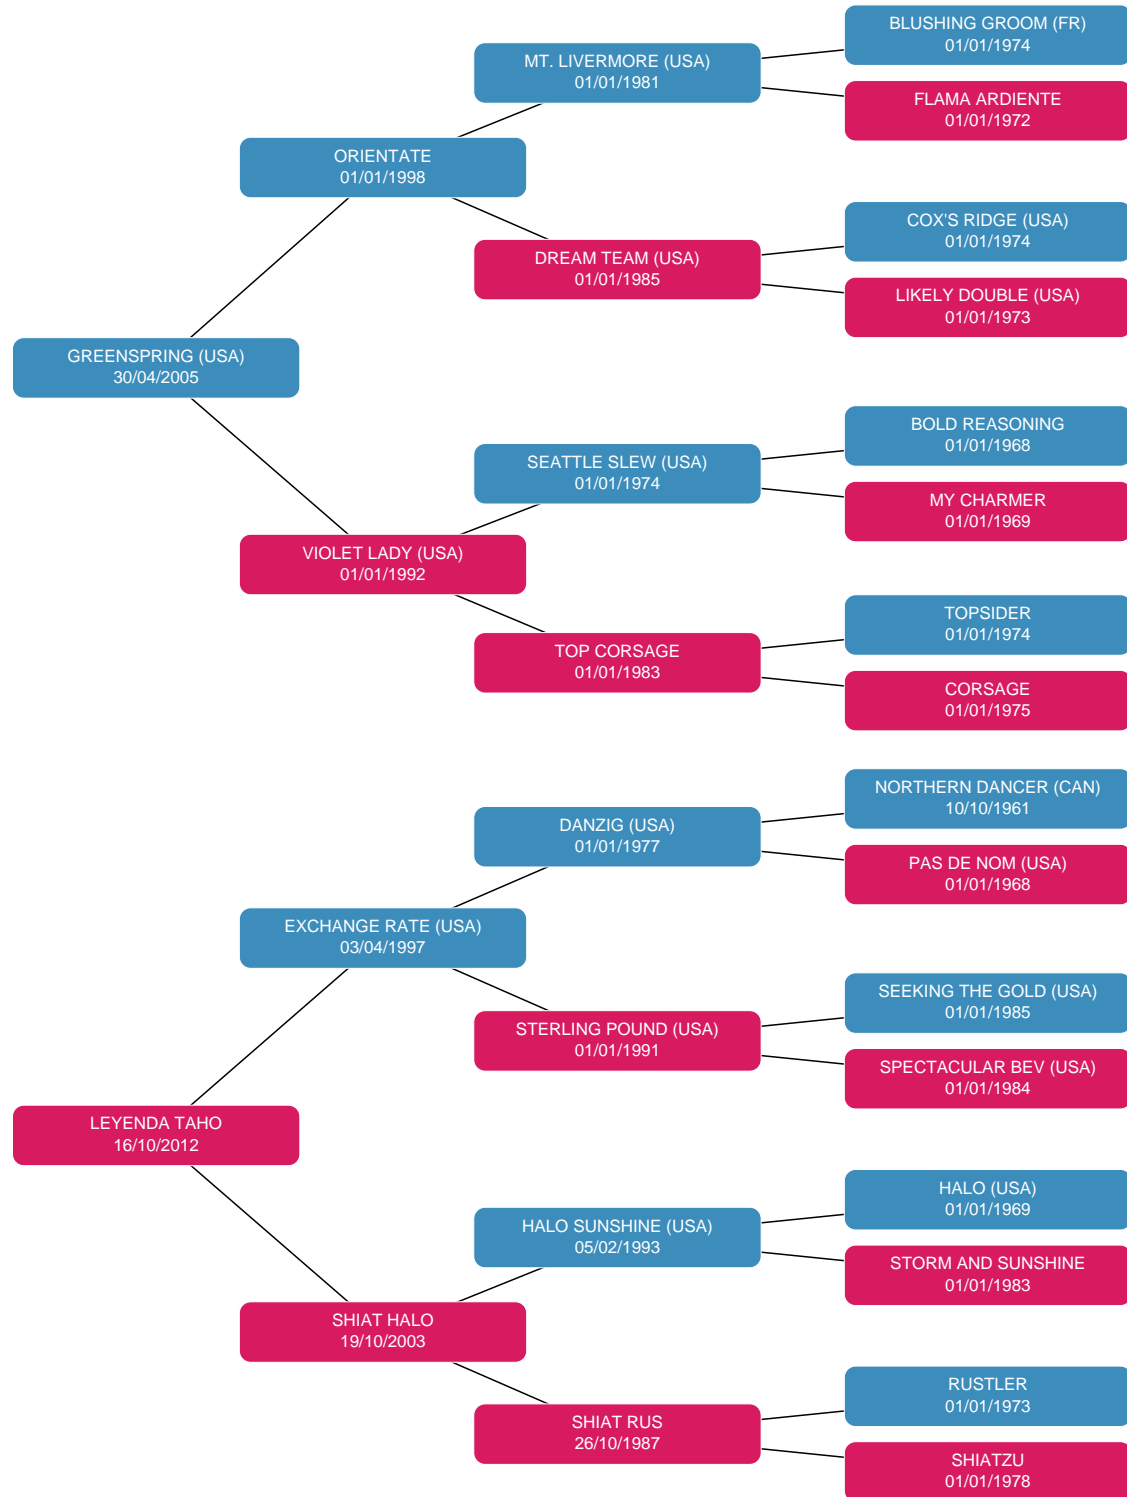 BLUSHING GROOM (FR)
01/01/1974
MT. LIVERMORE (USA)
01/01/1981
FLAMA ARDIENTE
01/01/1972
ORIENTATE
01/01/1998
COX'S RIDGE (USA)
01/01/1974
DREAM TEAM (USA)
01/01/1985
LIKELY DOUBLE (USA)
01/01/1973
GREENSPRING (USA)
30/04/2005
BOLD REASONING
01/01/1968
SEATTLE SLEW (USA)
01/01/1974
MY CHARMER
01/01/1969
VIOLET LADY (USA)
01/01/1992
TOPSIDER
01/01/1974
TOP CORSAGE
01/01/1983
CORSAGE
01/01/1975
NORTHERN DANCER (CAN)
10/10/1961
DANZIG (USA)
01/01/1977
PAS DE NOM (USA)
01/01/1968
EXCHANGE RATE (USA)
03/04/1997
SEEKING THE GOLD (USA)
01/01/1985
STERLING POUND (USA)
01/01/1991
SPECTACULAR BEV (USA)
01/01/1984
LEYENDA TAHO
16/10/2012
HALO (USA)
01/01/1969
HALO SUNSHINE (USA)
05/02/1993
STORM AND SUNSHINE
01/01/1983
SHIAT HALO
19/10/2003
RUSTLER
01/01/1973
SHIAT RUS
26/10/1987
SHIATZU
01/01/1978